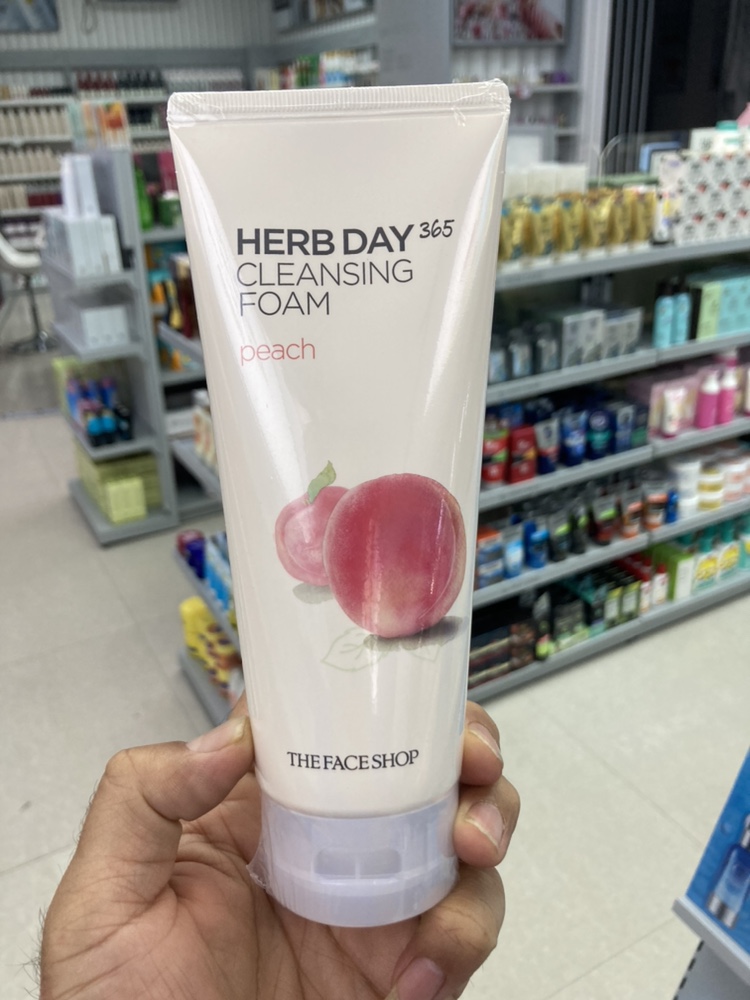 HERB DAY 365
CLEANSING
FOAM
peach
THE FACE SHOP